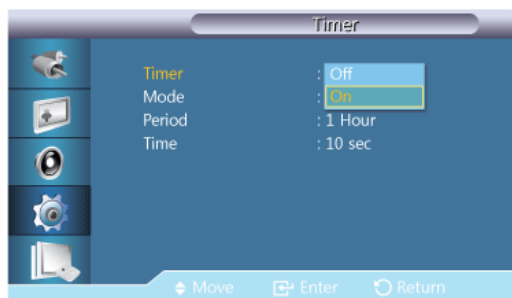 Timer
Timer : Off
Mode : On
Period : 1 Hour
Time : 10 sec
Move Enter Return